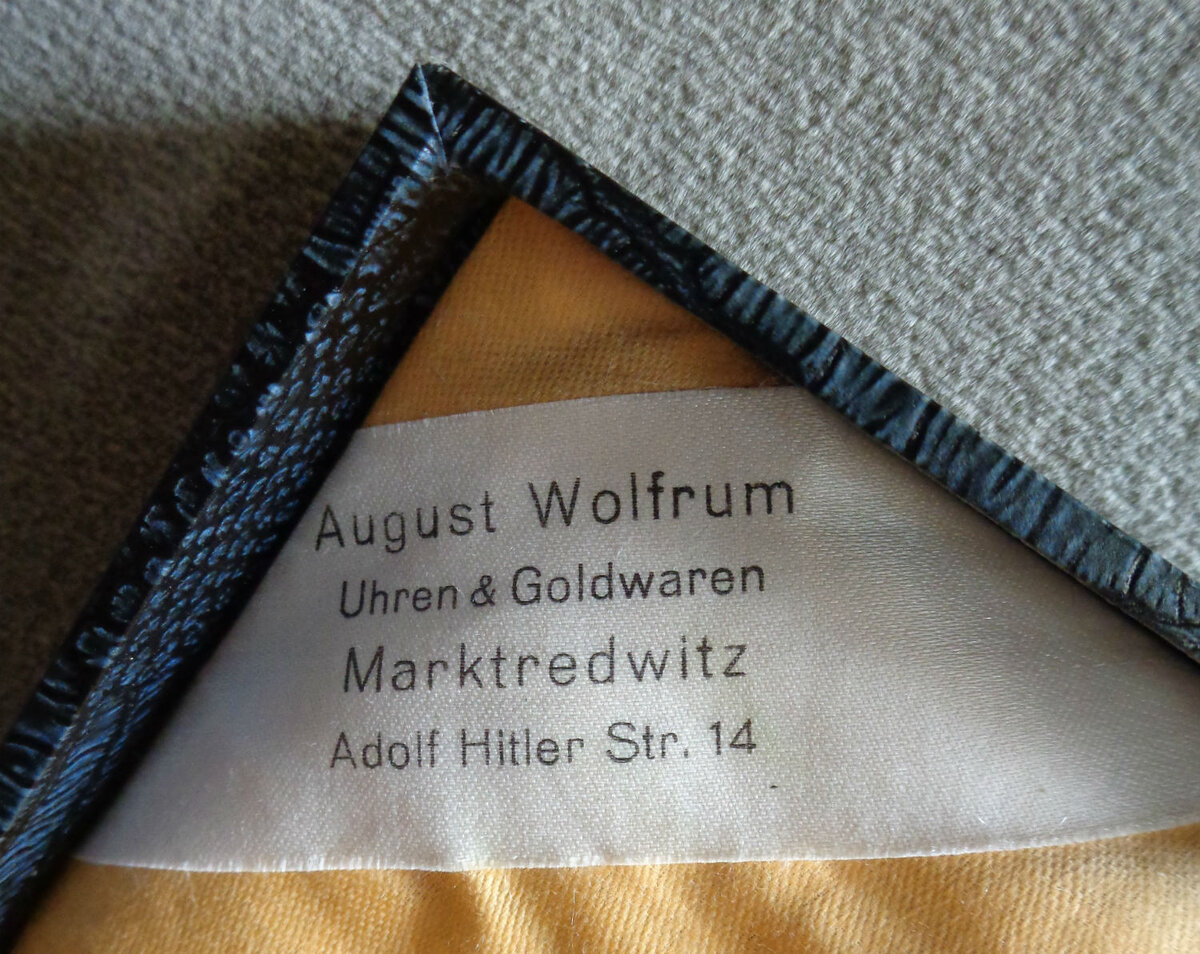 August Wolfrum
Uhren & Goldwaren
Marktredwitz
Adolf Hitler Str. 14